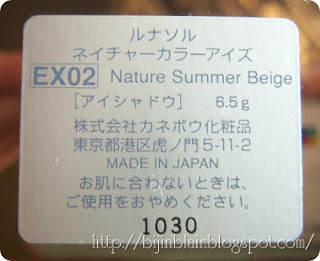 ルナソル
ネイチャーカラーアイズ
EX02 Nature Summer Beige
[アイシャドウ] 6.5g
株式会社カネボウ化粧品
東京都港区虎ノ門5-11-2
MADE IN JAPAN
お肌に合わないときは、
ご使用をおやめください。
1030
http://bijinblair.blogspot.com/